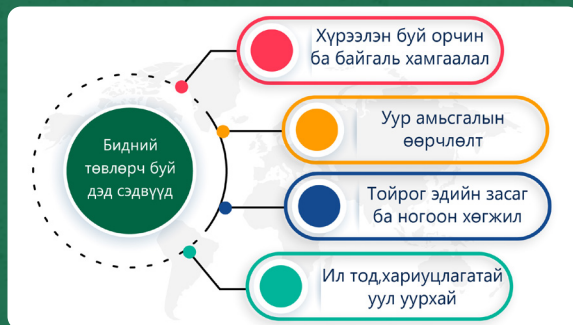 Хүрээлэн буй орчин
ба байгаль хамгаалал
Уур амьсгалын
өөрчлөлт
Бидний
төвлөрч буй
дэд сэдвүүд
Тойрог эдийн засаг
ба ногоон хөгжил
Ил тод,хариуцлагатай
уул уурхай